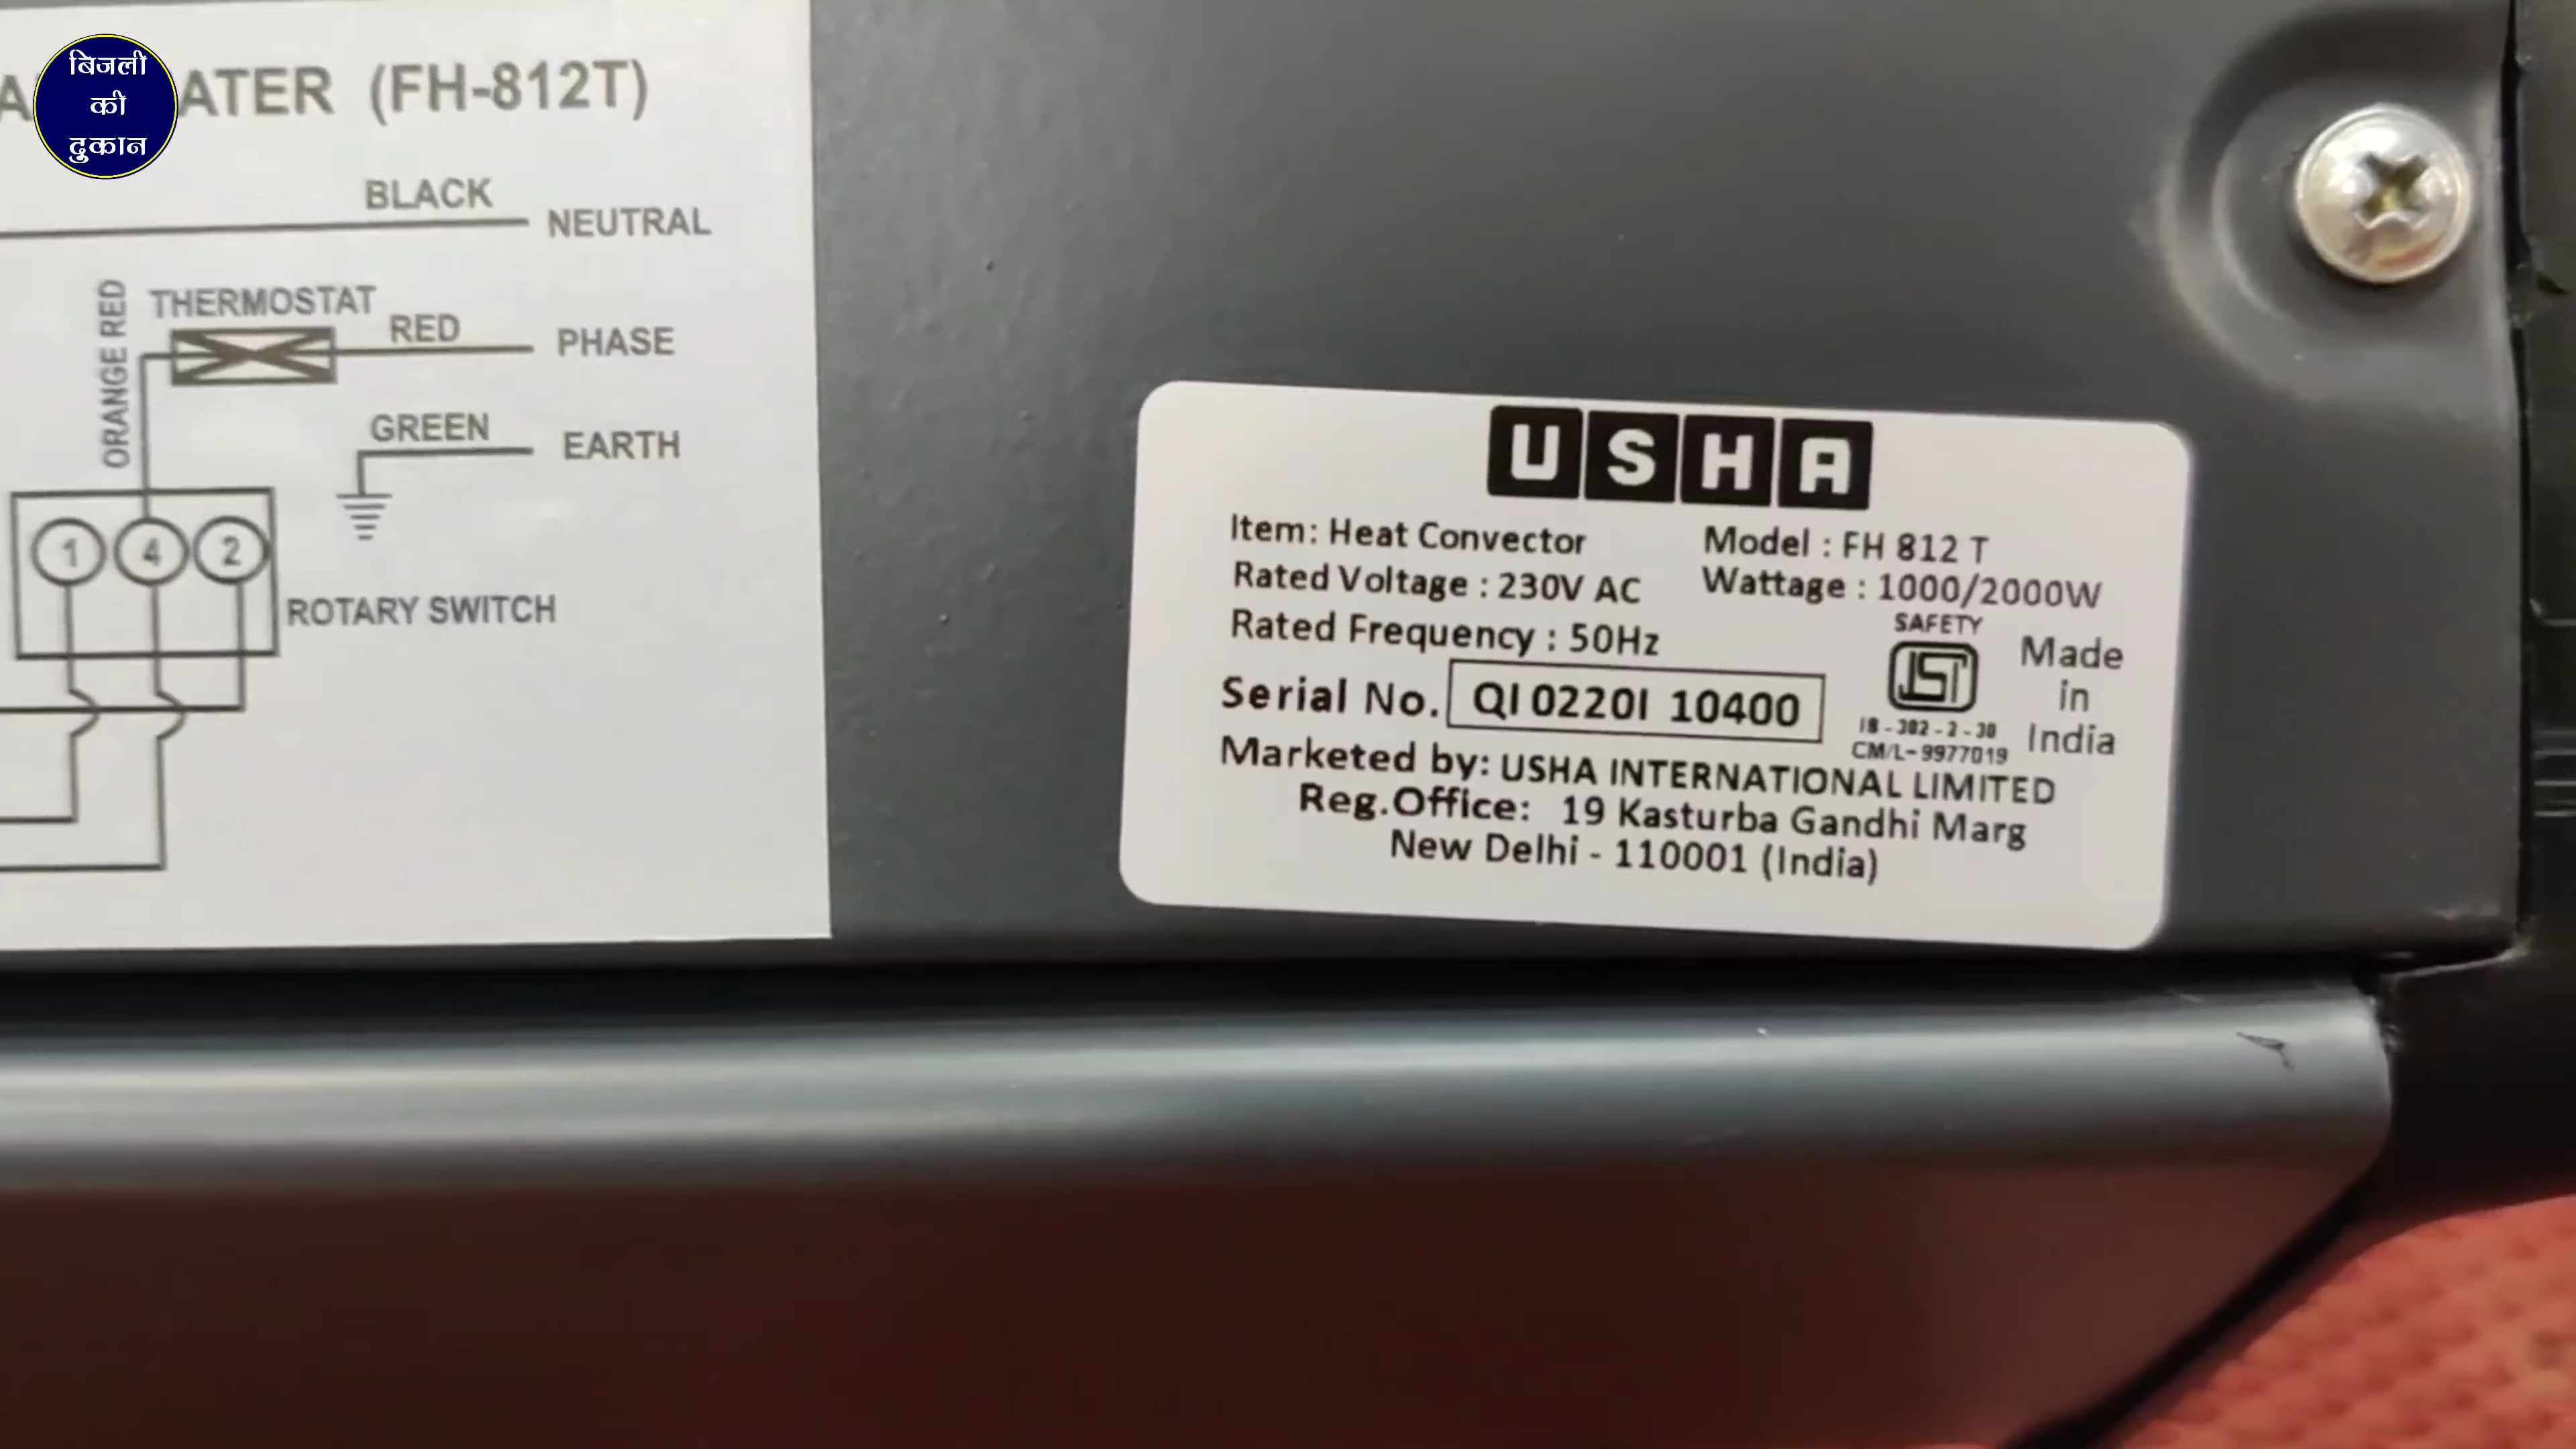 बिजली
की
दुकान
ATER (FH-812T)
BLACK
NEUTRAL
ORANGE RED
THERMOSTAT
RED
PHASE
GREEN
EARTH
1 4 2
ROTARY SWITCH
USHA
Item: Heat Convector Model : FH 812 T
Rated Voltage : 230V AC Wattage : 1000/2000W
Rated Frequency : 50Hz
SAFETY
ISI
Made
in
India
Serial No. QI 0220I 10400
IS - 302 - 2 - 30
CM/L-9977019
Marketed by: USHA INTERNATIONAL LIMITED
Reg.Office: 19 Kasturba Gandhi Marg
New Delhi - 110001 (India)